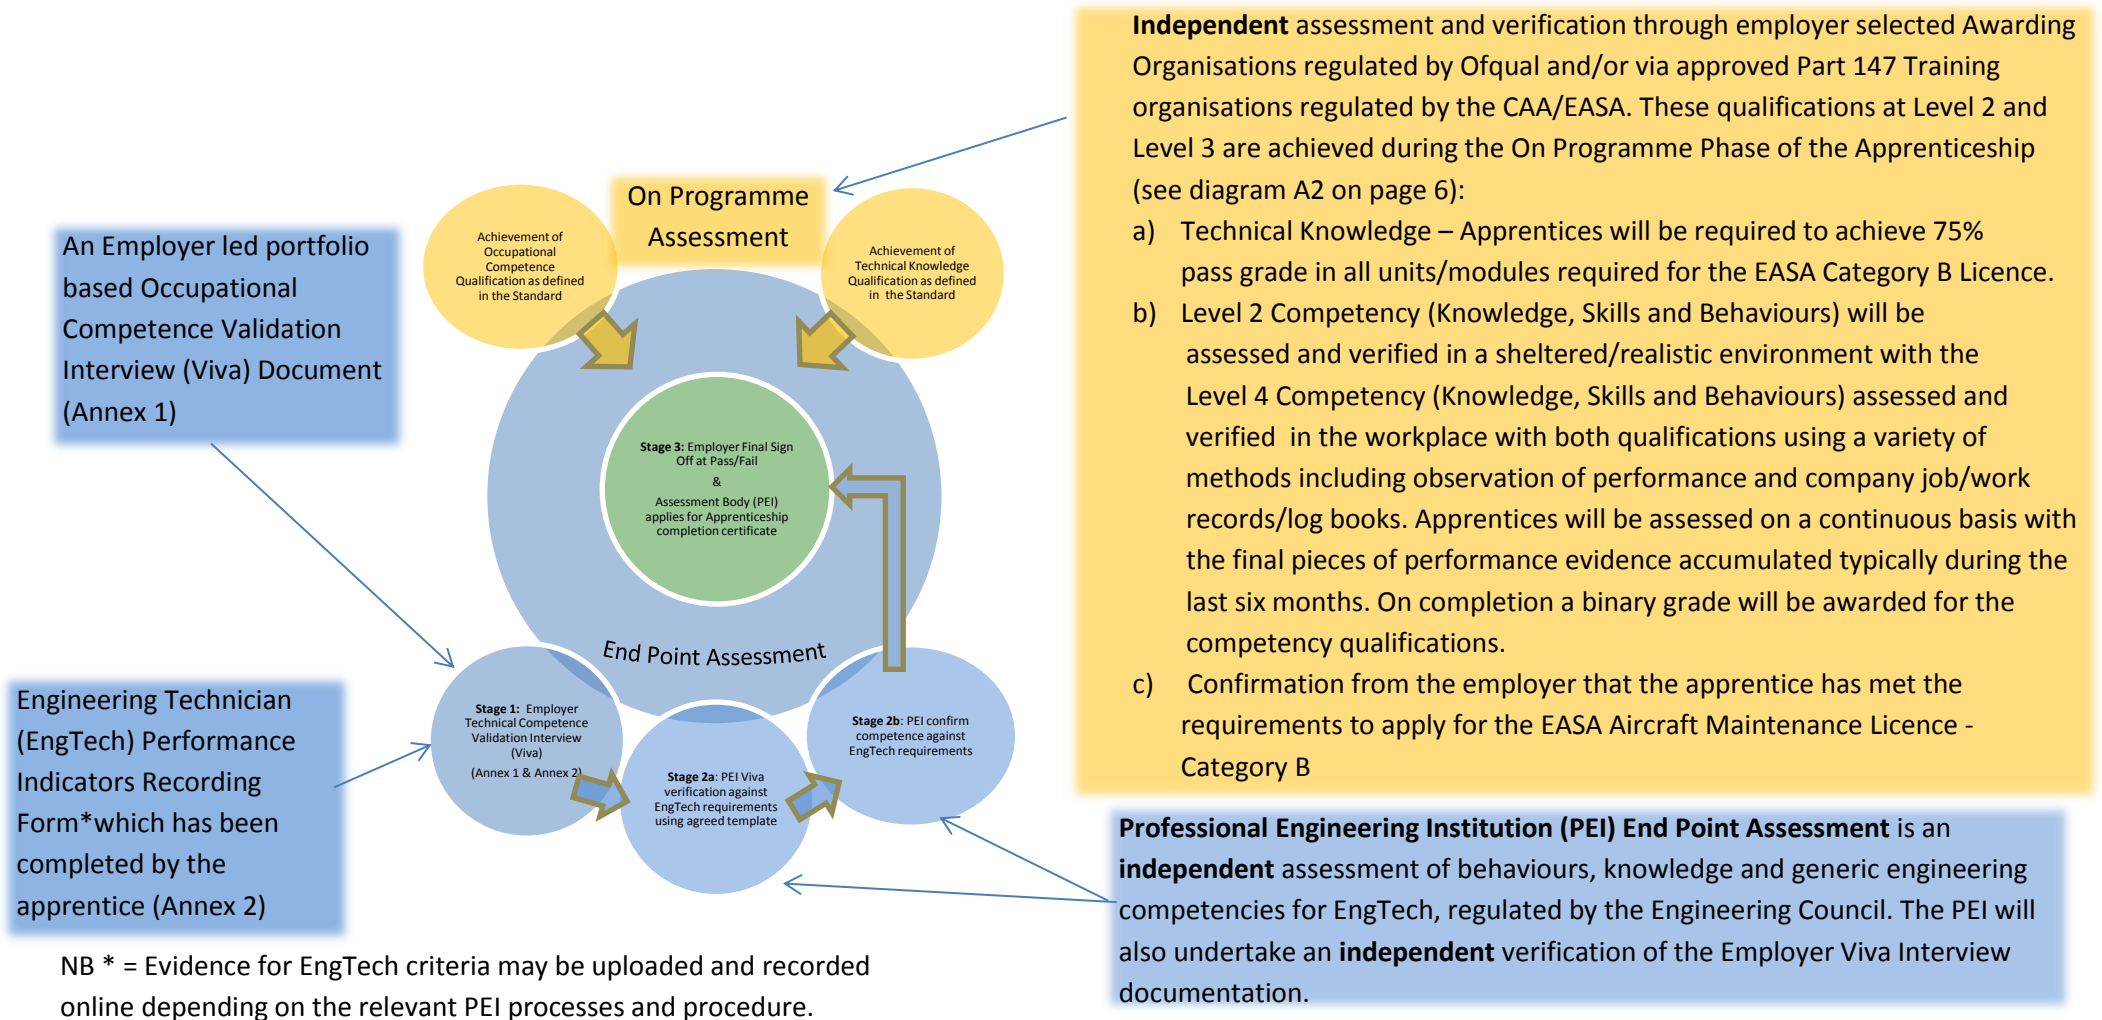 Independent assessment and verification through employer selected Awarding
Organisations regulated by Ofqual and/or via approved Part 147 Training
organisations regulated by the CAA/EASA. These qualifications at Level 2 and
Level 3 are achieved during the On Programme Phase of the Apprenticeship
(see diagram A2 on page 6):
a) Technical Knowledge – Apprentices will be required to achieve 75%
pass grade in all units/modules required for the EASA Category B Licence.
b) Level 2 Competency (Knowledge, Skills and Behaviours) will be
assessed and verified in a sheltered/realistic environment with the
Level 4 Competency (Knowledge, Skills and Behaviours) assessed and
verified in the workplace with both qualifications using a variety of
methods including observation of performance and company job/work
records/log books. Apprentices will be assessed on a continuous basis with
the final pieces of performance evidence accumulated typically during the
last six months. On completion a binary grade will be awarded for the
competency qualifications.
c) Confirmation from the employer that the apprentice has met the
requirements to apply for the EASA Aircraft Maintenance Licence -
Category B
On Programme
Assessment
Achievement of
Occupational
Competence
Qualification as defined
in the Standard
Achievement of
Technical Knowledge
Qualification as defined
in the Standard
An Employer led portfolio
based Occupational
Competence Validation
Interview (Viva) Document
(Annex 1)
Stage 3: Employer Final Sign
Off at Pass/Fail
&
Assessment Body (PEI)
applies for Apprenticeship
completion certificate
End Point Assessment
Engineering Technician
(EngTech) Performance
Indicators Recording
Form*which has been
completed by the
apprentice (Annex 2)
Stage 1: Employer
Technical Competence
Validation Interview
(Viva)
(Annex 1 & Annex 2)
Stage 2a: PEI Viva
verification against
EngTech requirements
using agreed template
Stage 2b: PEI confirm
competence against
EngTech requirements
Professional Engineering Institution (PEI) End Point Assessment is an
independent assessment of behaviours, knowledge and generic engineering
competencies for EngTech, regulated by the Engineering Council. The PEI will
also undertake an independent verification of the Employer Viva Interview
documentation.
NB * = Evidence for EngTech criteria may be uploaded and recorded
online depending on the relevant PEI processes and procedure.